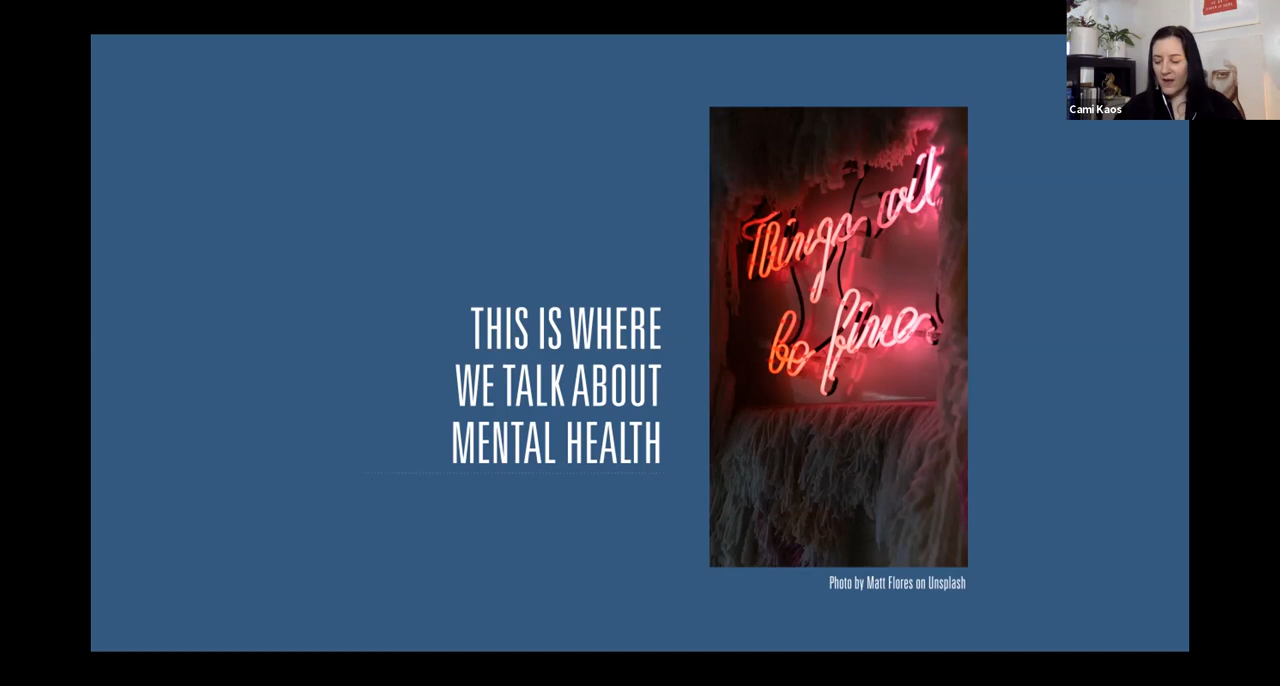 THIS IS WHERE
WE TALK ABOUT
MENTAL HEALTH
Things will
be fine
Photo by Matt Flores on Unsplash
Cami Kaos